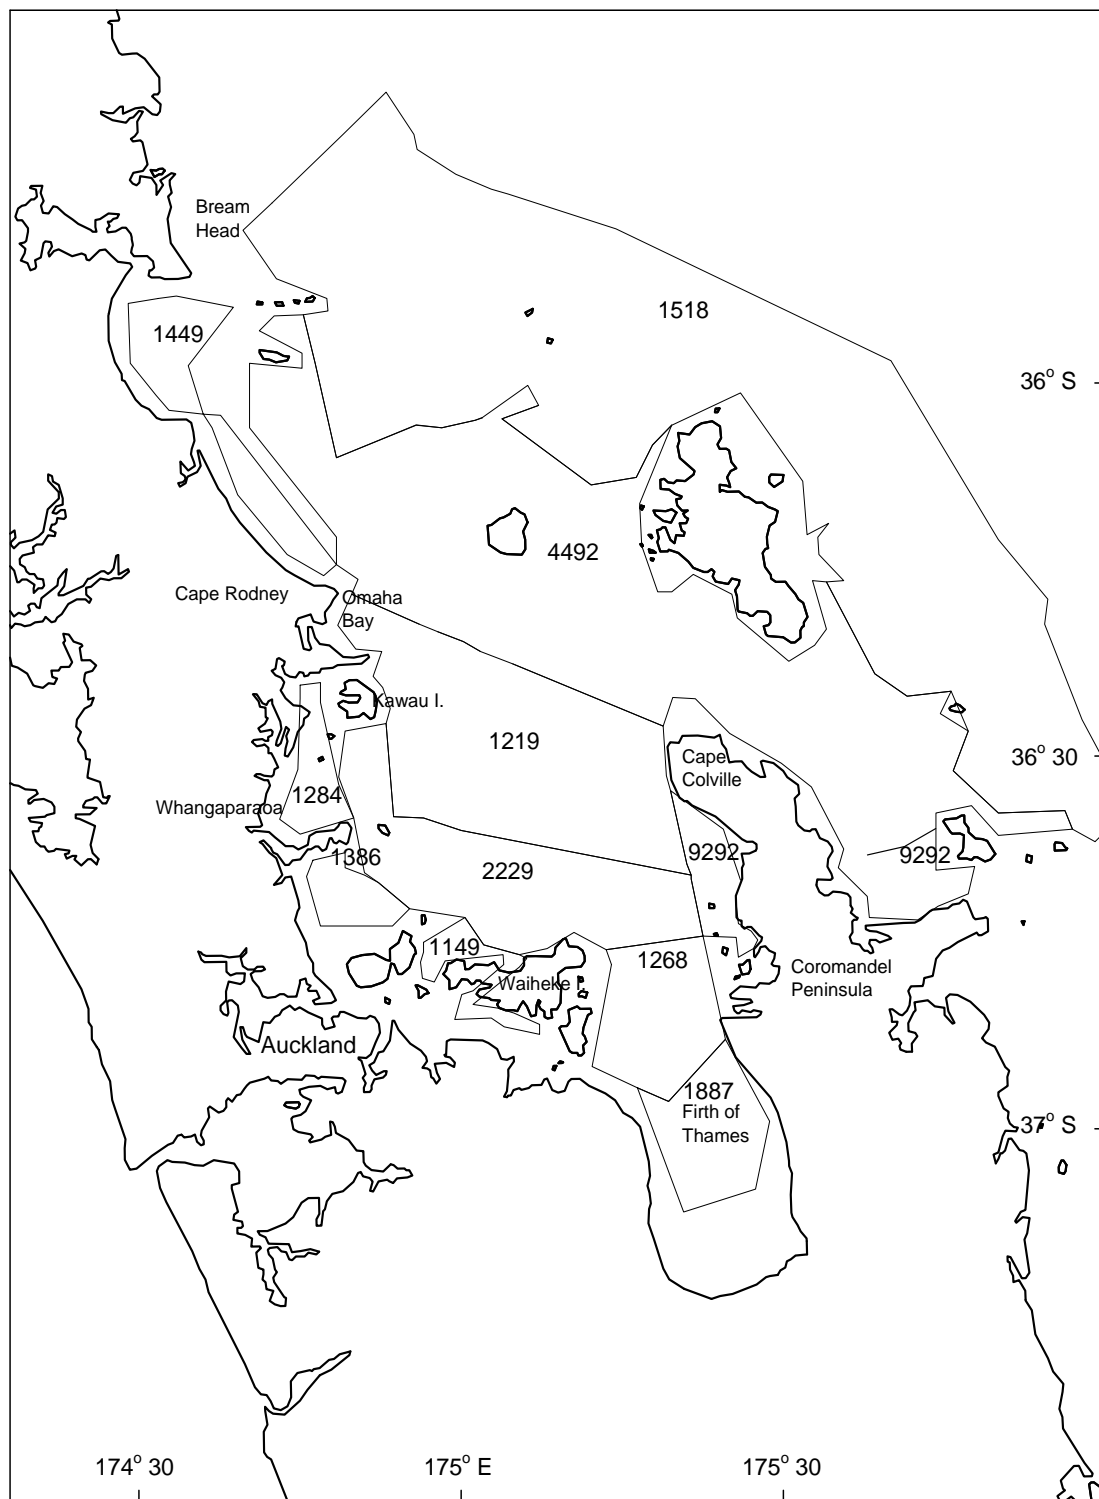 Bream
Head
1518
1449
36° S
4492
Cape Rodney
Omaha
Bay
Kawau I.
1219
Cape
Colville
36° 30
1284
Whangaparaoa
1386
2229
9292
9292
1149
1268
Waiheke I.
Coromandel
Peninsula
Auckland
1887
Firth of
Thames
37° S
174° 30
175° E
175° 30